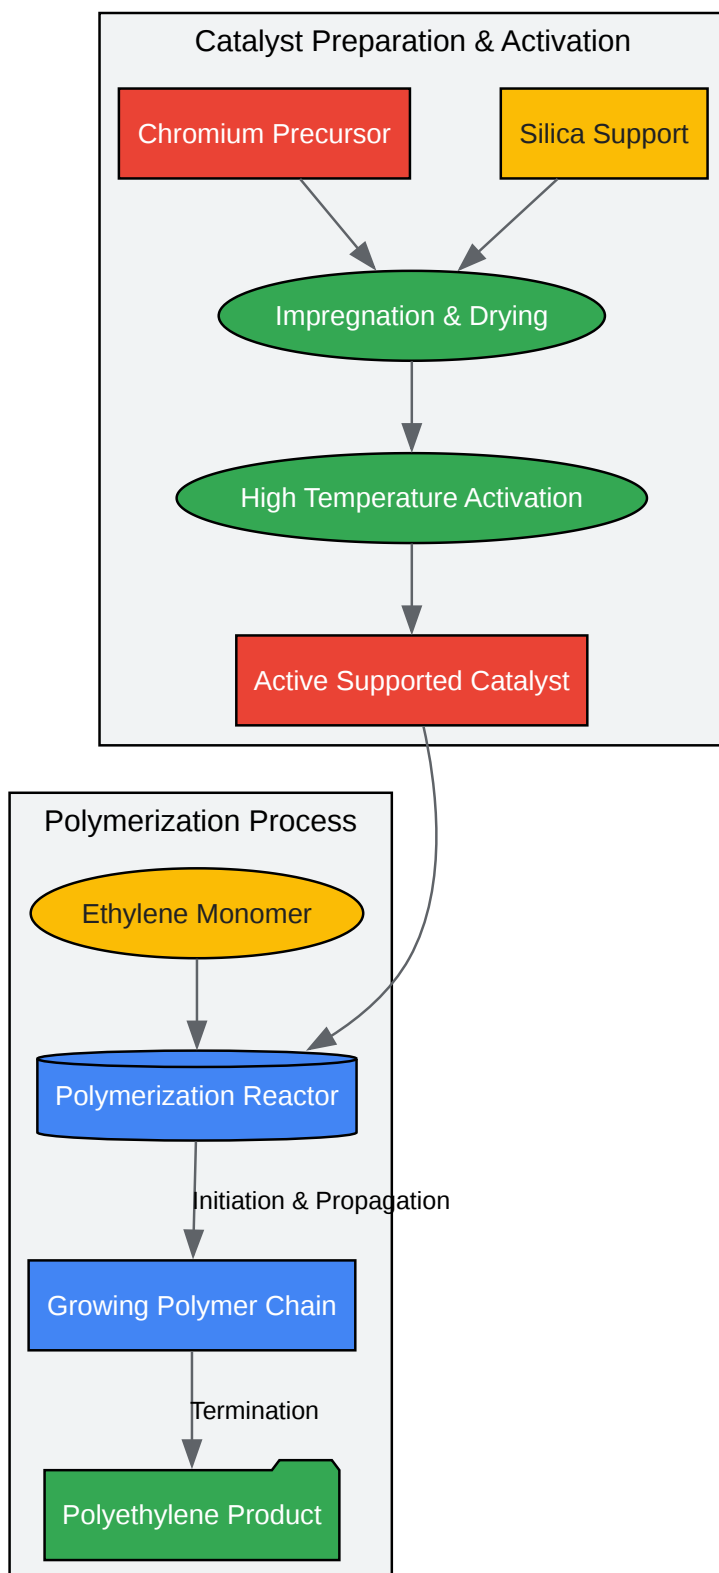 Catalyst Preparation & Activation
Chromium Precursor
Silica Support
Impregnation & Drying
High Temperature Activation
Active Supported Catalyst
Polymerization Process
Ethylene Monomer
Polymerization Reactor
Initiation & Propagation
Growing Polymer Chain
Termination
Polyethylene Product